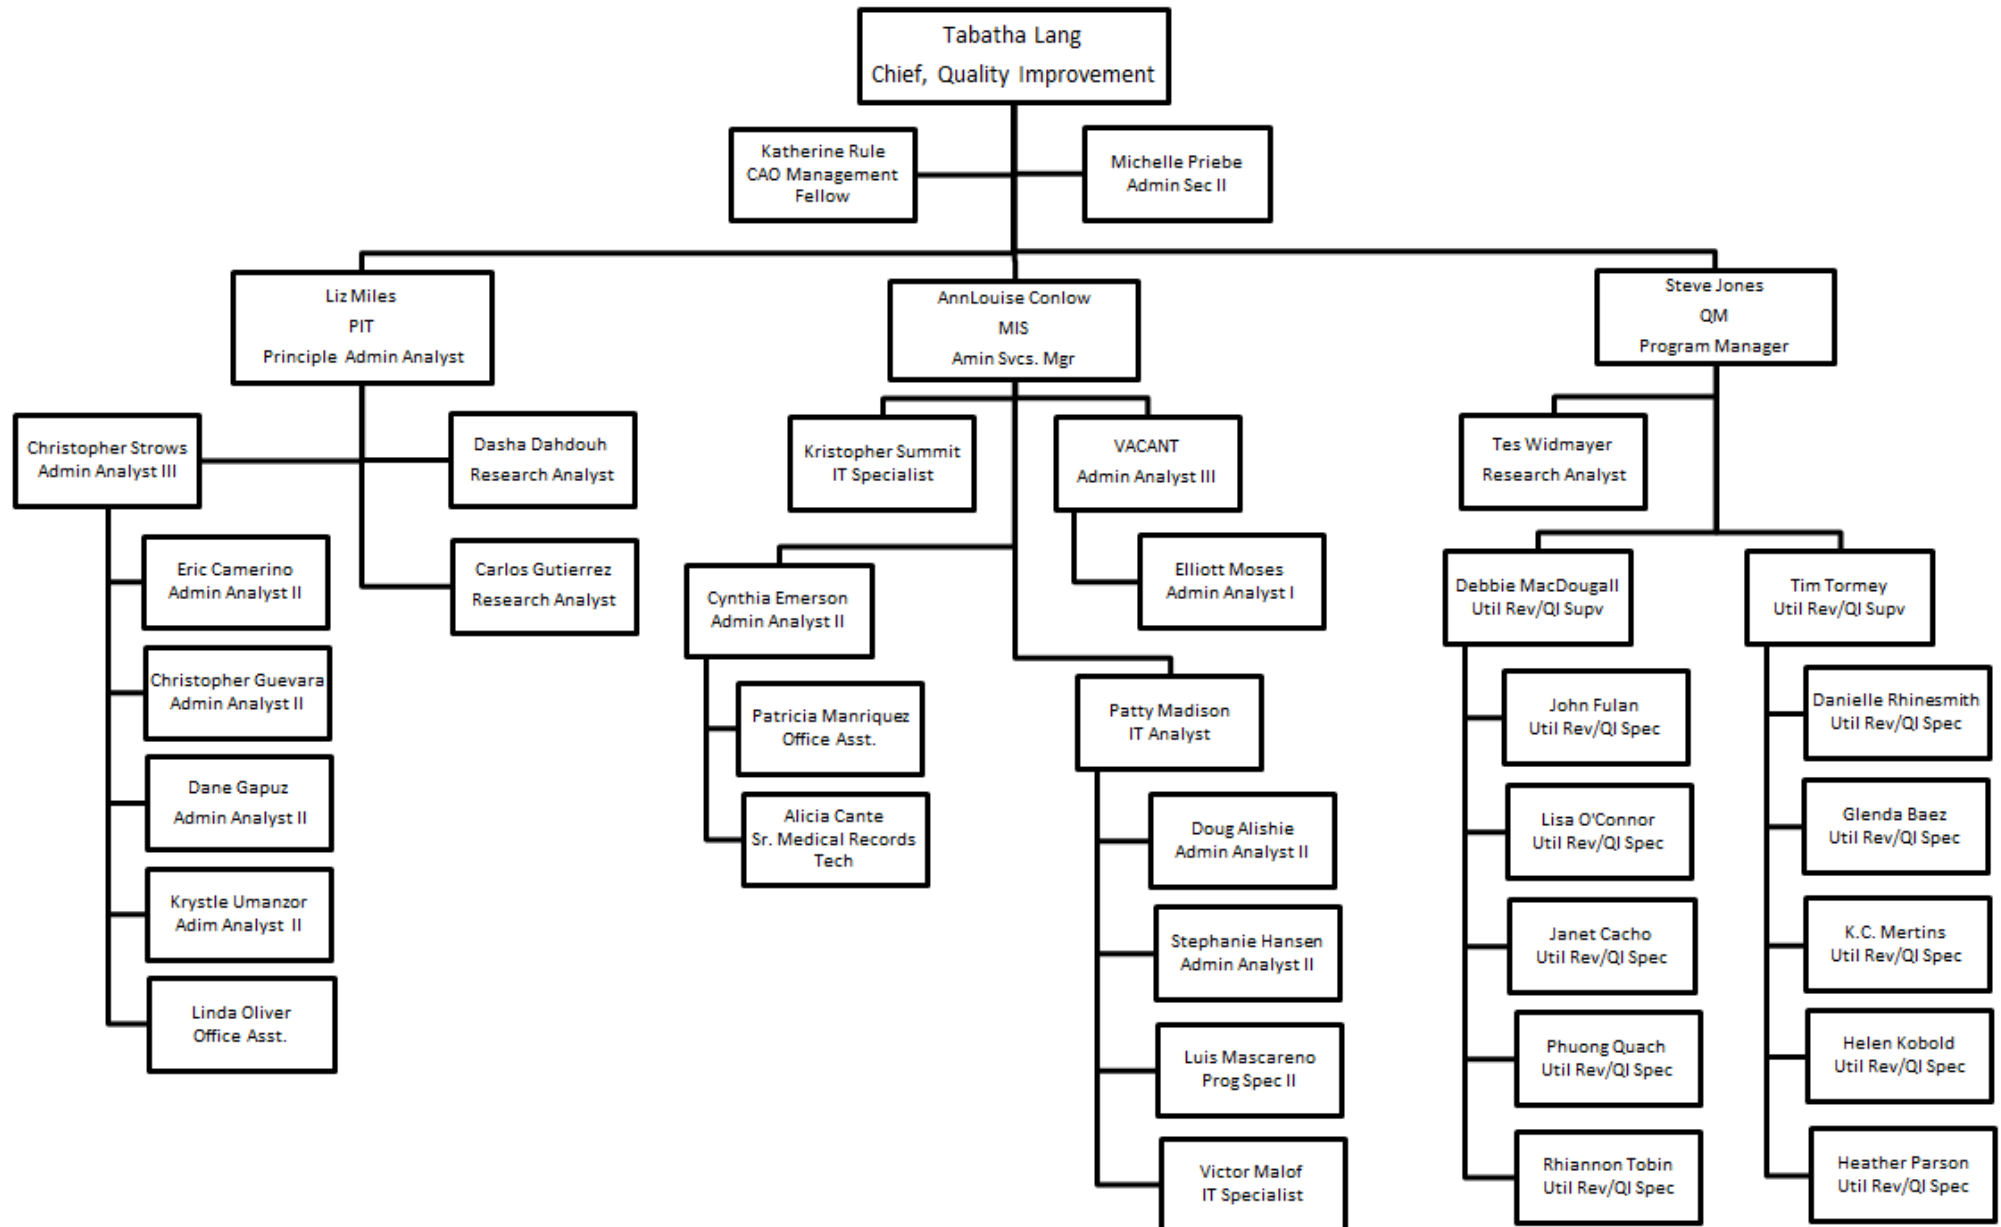 Tabatha Lang
Chief, Quality Improvement
Katherine Rule
CAO Management
Fellow
Michelle Priebe
Admin Sec II
Liz Miles
PIT
Principle Admin Analyst
AnnLouise Conlow
MIS
Amin Svcs. Mgr
Steve Jones
QM
Program Manager
Christopher Strows
Admin Analyst III
Dasha Dahdouh
Research Analyst
Eric Camerino
Admin Analyst II
Carlos Gutierrez
Research Analyst
Christopher Guevara
Admin Analyst II
Dane Gapuz
Admin Analyst II
Krystle Umanzor
Adim Analyst II
Linda Oliver
Office Asst.
Kristopher Summit
IT Specialist
VACANT
Admin Analyst III
Elliott Moses
Admin Analyst I
Cynthia Emerson
Admin Analyst II
Patricia Manriquez
Office Asst.
Alicia Cante
Sr. Medical Records
Tech
Patty Madison
IT Analyst
Doug Alishie
Admin Analyst II
Stephanie Hansen
Admin Analyst II
Luis Mascareno
Prog Spec II
Victor Malof
IT Specialist
Tes Widmayer
Research Analyst
Debbie MacDougall
Util Rev/QI Supv
John Fulan
Util Rev/QI Spec
Lisa O'Connor
Util Rev/QI Spec
Janet Cacho
Util Rev/QI Spec
Phuong Quach
Util Rev/QI Spec
Rhiannon Tobin
Util Rev/QI Spec
Tim Tormey
Util Rev/QI Supv
Danielle Rhinesmith
Util Rev/QI Spec
Glenda Baez
Util Rev/QI Spec
K.C. Mertins
Util Rev/QI Spec
Helen Kobold
Util Rev/QI Spec
Heather Parson
Util Rev/QI Spec